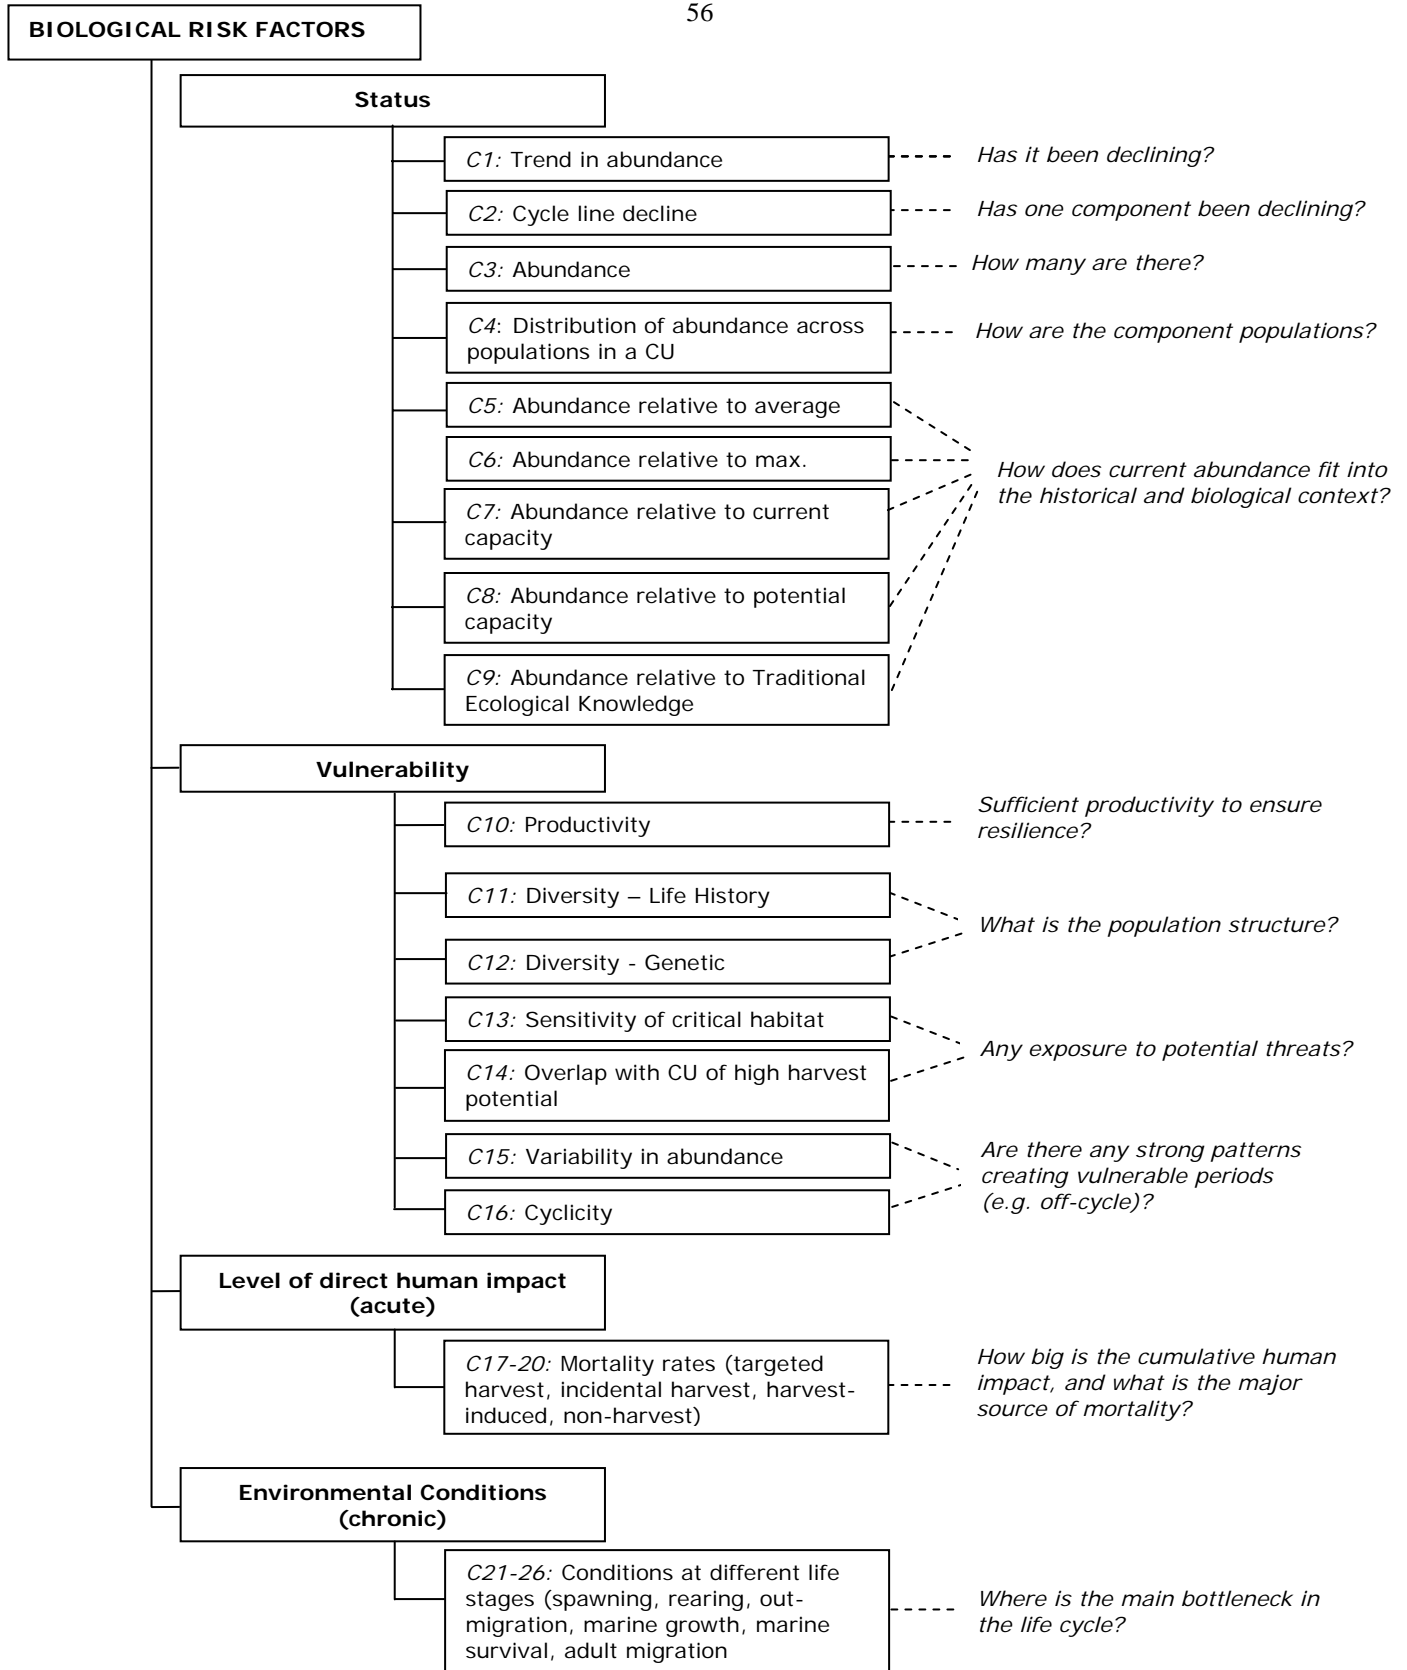 56
BIOLOGICAL RISK FACTORS
Status
C1: Trend in abundance
Has it been declining?
C2: Cycle line decline
Has one component been declining?
C3: Abundance
How many are there?
C4: Distribution of abundance across
populations in a CU
How are the component populations?
C5: Abundance relative to average
C6: Abundance relative to max.
How does current abundance fit into
the historical and biological context?
C7: Abundance relative to current
capacity
C8: Abundance relative to potential
capacity
C9: Abundance relative to Traditional
Ecological Knowledge
Vulnerability
C10: Productivity
Sufficient productivity to ensure
resilience?
C11: Diversity – Life History
What is the population structure?
C12: Diversity - Genetic
C13: Sensitivity of critical habitat
Any exposure to potential threats?
C14: Overlap with CU of high harvest
potential
C15: Variability in abundance
Are there any strong patterns
creating vulnerable periods
(e.g. off-cycle)?
C16: Cyclicity
Level of direct human impact
(acute)
C17-20: Mortality rates (targeted
harvest, incidental harvest, harvest-
induced, non-harvest)
How big is the cumulative human
impact, and what is the major
source of mortality?
Environmental Conditions
(chronic)
C21-26: Conditions at different life
stages (spawning, rearing, out-
migration, marine growth, marine
survival, adult migration
Where is the main bottleneck in
the life cycle?